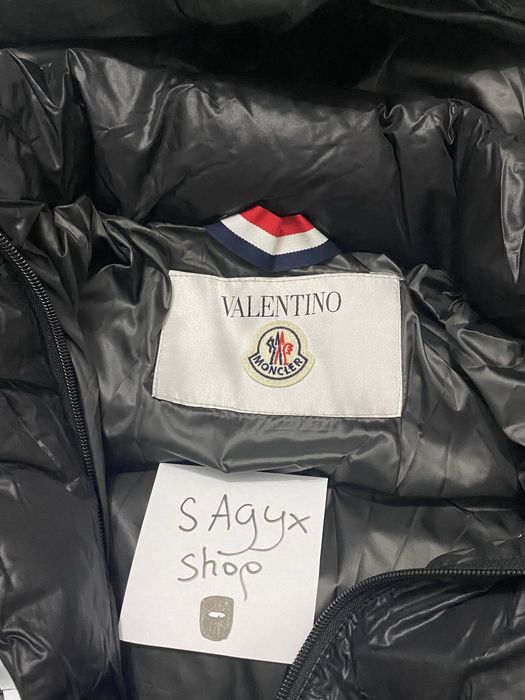 VALENTINO
MONCLER
SAgyx
shop